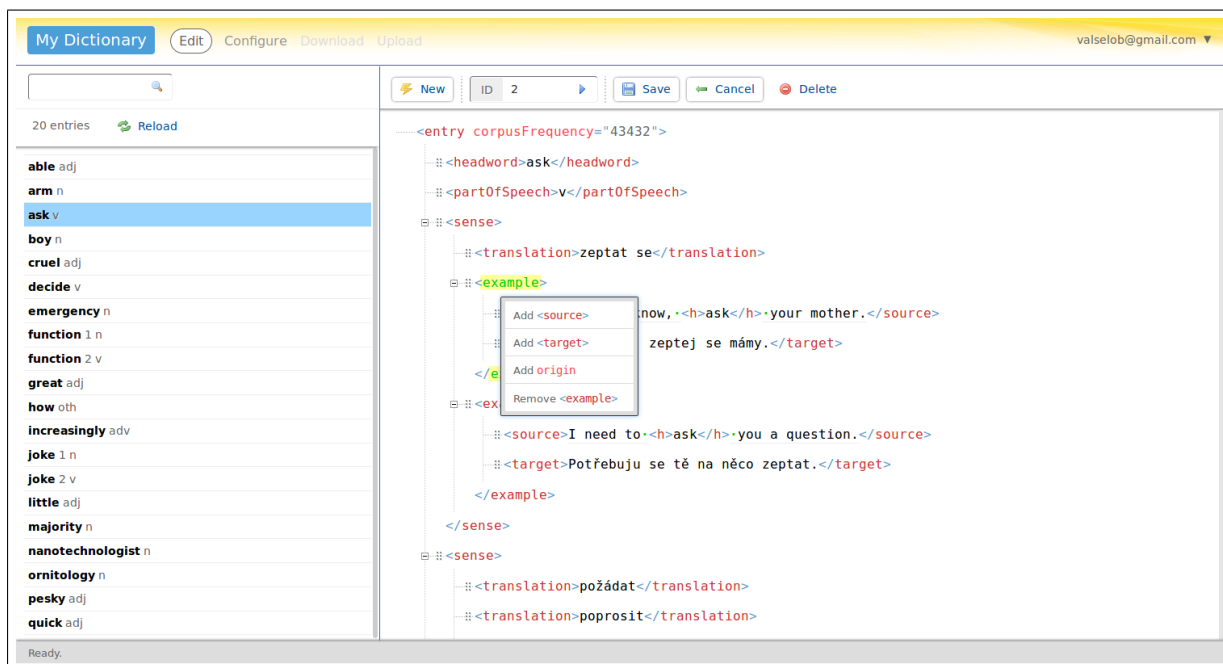 My Dictionary Edit Configure Download Upload valselob@gmail.com ▼
20 entries Reload
able adj
arm n
ask v
boy n
cruel adj
decide v
emergency n
function 1 n
function 2 v
great adj
how oth
increasingly adv
joke 1 n
joke 2 v
little adj
majority n
nanotechnologist n
ornitology n
pesky adj
quick adj
New ID 2 Save Cancel Delete
<entry corpusFrequency="43432">
<headword>ask</headword>
<partOfSpeech>v</partOfSpeech>
<sense>
<translation>zeptat se</translation>
<example>
know,·<h>ask</h>·your mother.</source>
zeptej se mámy.</target>
Add <source>
Add <target>
Add origin
Remove <example>
<source>I need to·<h>ask</h>·you a question.</source>
<target>Potřebuju se tě na něco zeptat.</target>
</example>
</sense>
<sense>
<translation>požádat</translation>
<translation>poprosit</translation>
Ready.